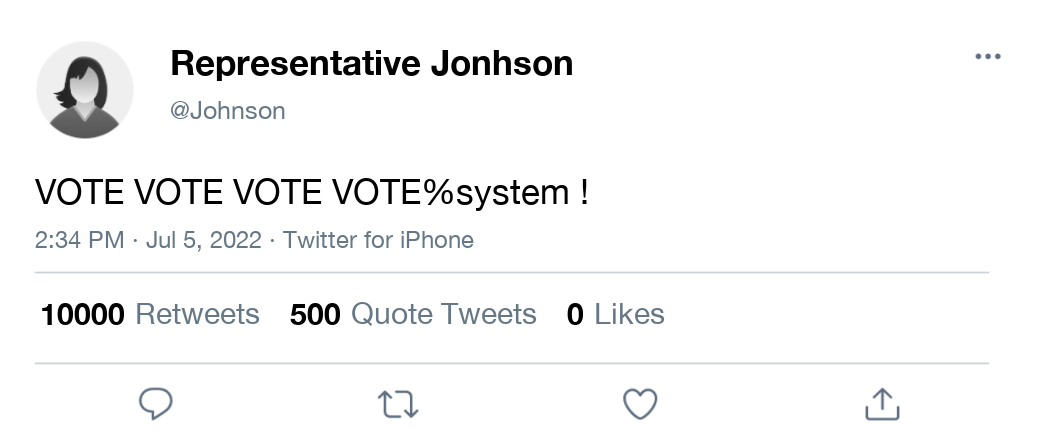 Representative Jonhson
@Johnson
VOTE VOTE VOTE VOTE%system !
2:34 PM · Jul 5, 2022 · Twitter for iPhone
10000 Retweets 500 Quote Tweets 0 Likes